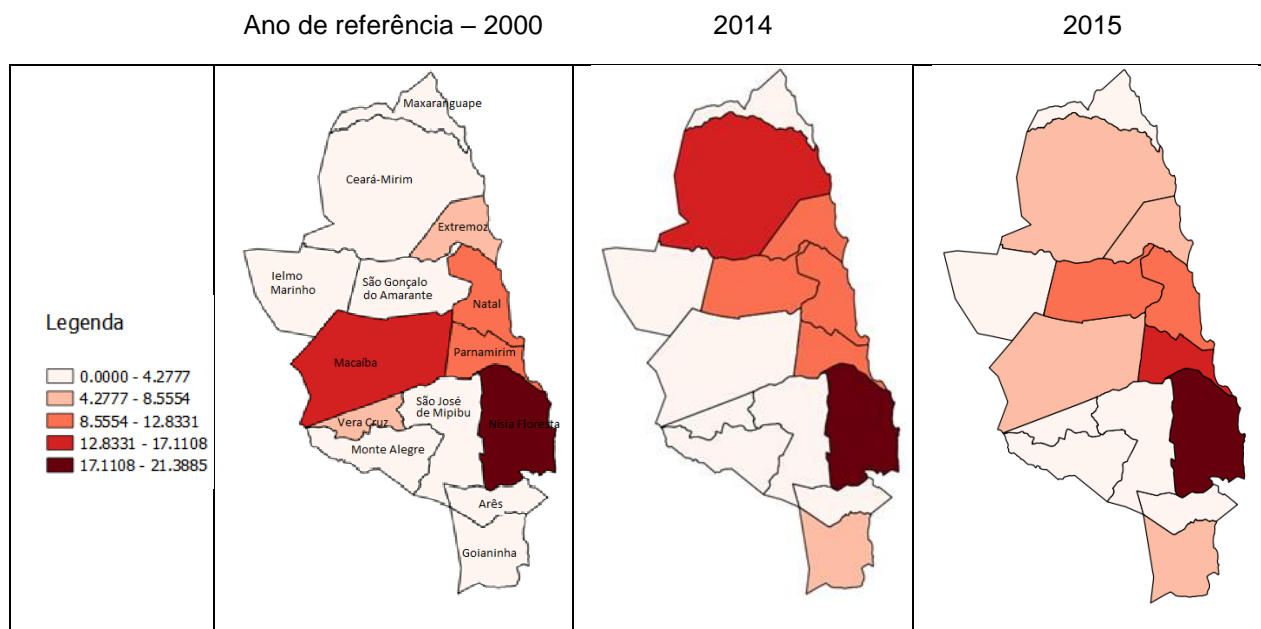 Ano de referência – 2000
2014
2015
Legenda
0.0000 - 4.2777
4.2777 - 8.5554
8.5554 - 12.8331
12.8331 - 17.1108
17.1108 - 21.3885
Maxaranguape
Ceará-Mirim
Extremoz
Ielmo
Marinho
São Gonçalo
do Amarante
Natal
Macaíba
Parnamirim
São José
de Mipibu
Vera Cruz
Nísia Floresta
Monte Alegre
Arês
Goianinha